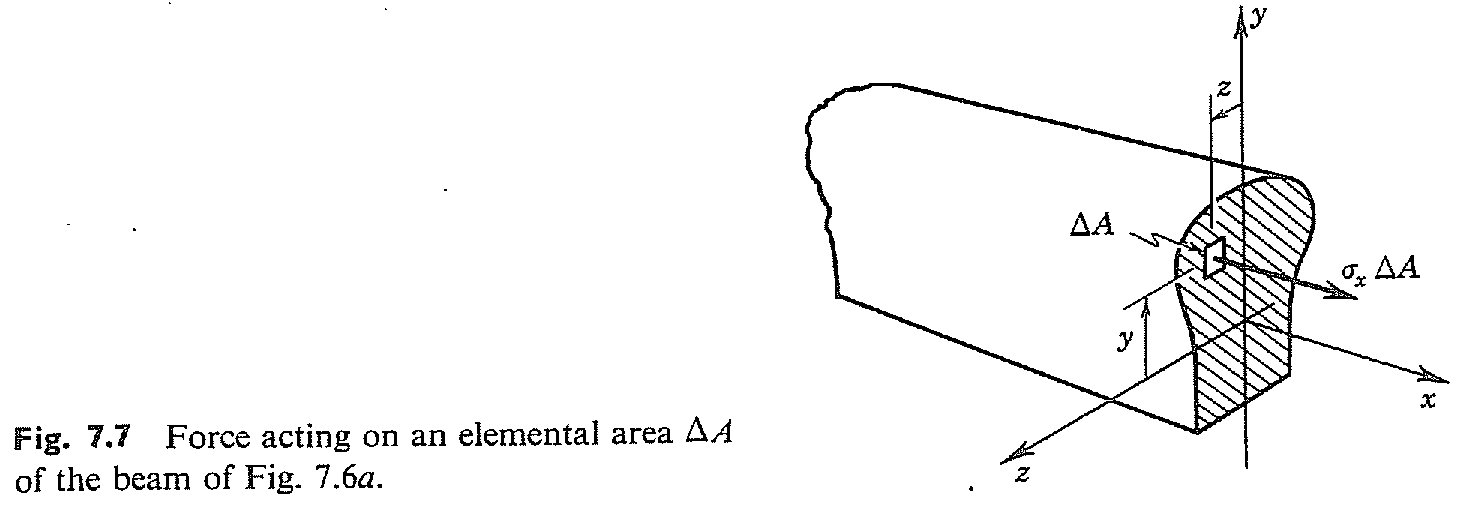 y
z
ΔA
σx ΔA
y
x
z
Fig. 7.7 Force acting on an elemental area ΔA
of the beam of Fig. 7.6a.